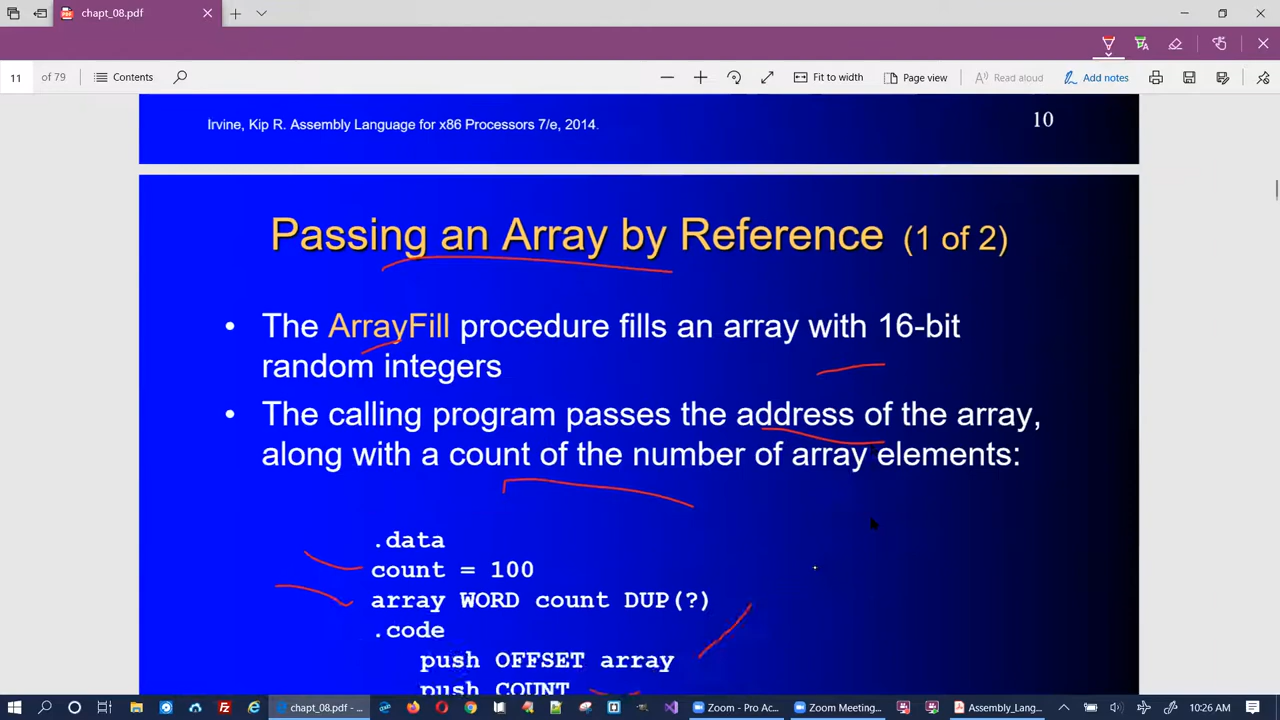 chapt_08.pdf
11 of 79
Contents
Fit to width
Page view
Read aloud
Add notes
Irvine, Kip R. Assembly Language for x86 Processors 7/e, 2014.
10
Passing an Array by Reference (1 of 2)
• The ArrayFill procedure fills an array with 16-bit
random integers
• The calling program passes the address of the array,
along with a count of the number of array elements:
.data
count = 100
array WORD count DUP(?)
.code
push OFFSET array
push COUNT
chapt_08.pdf - ...
Zoom - Pro Ac...
Zoom Meeting...
Assembly_Lang...
10:26 AM